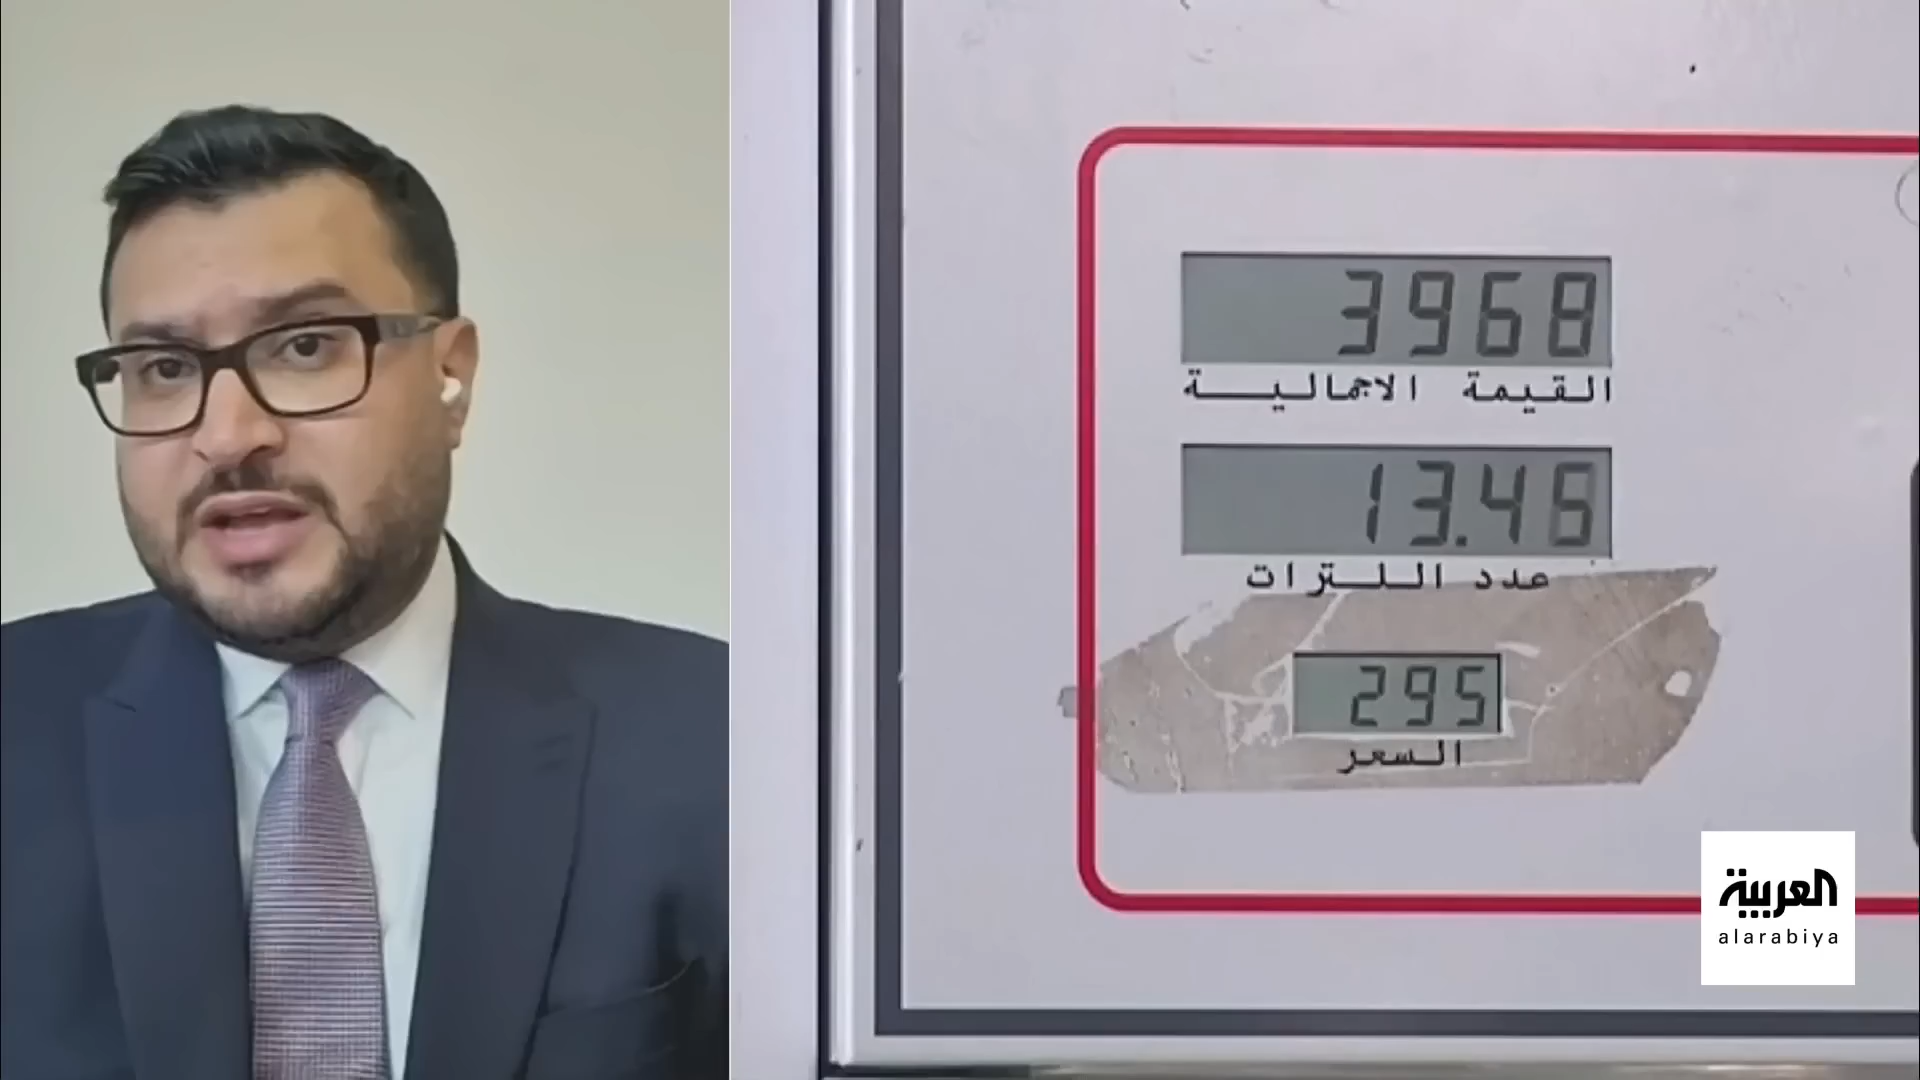 3968
القيمة الاجمالية
13.46
عدد اللترات
295
السعر
العربية
alarabiya